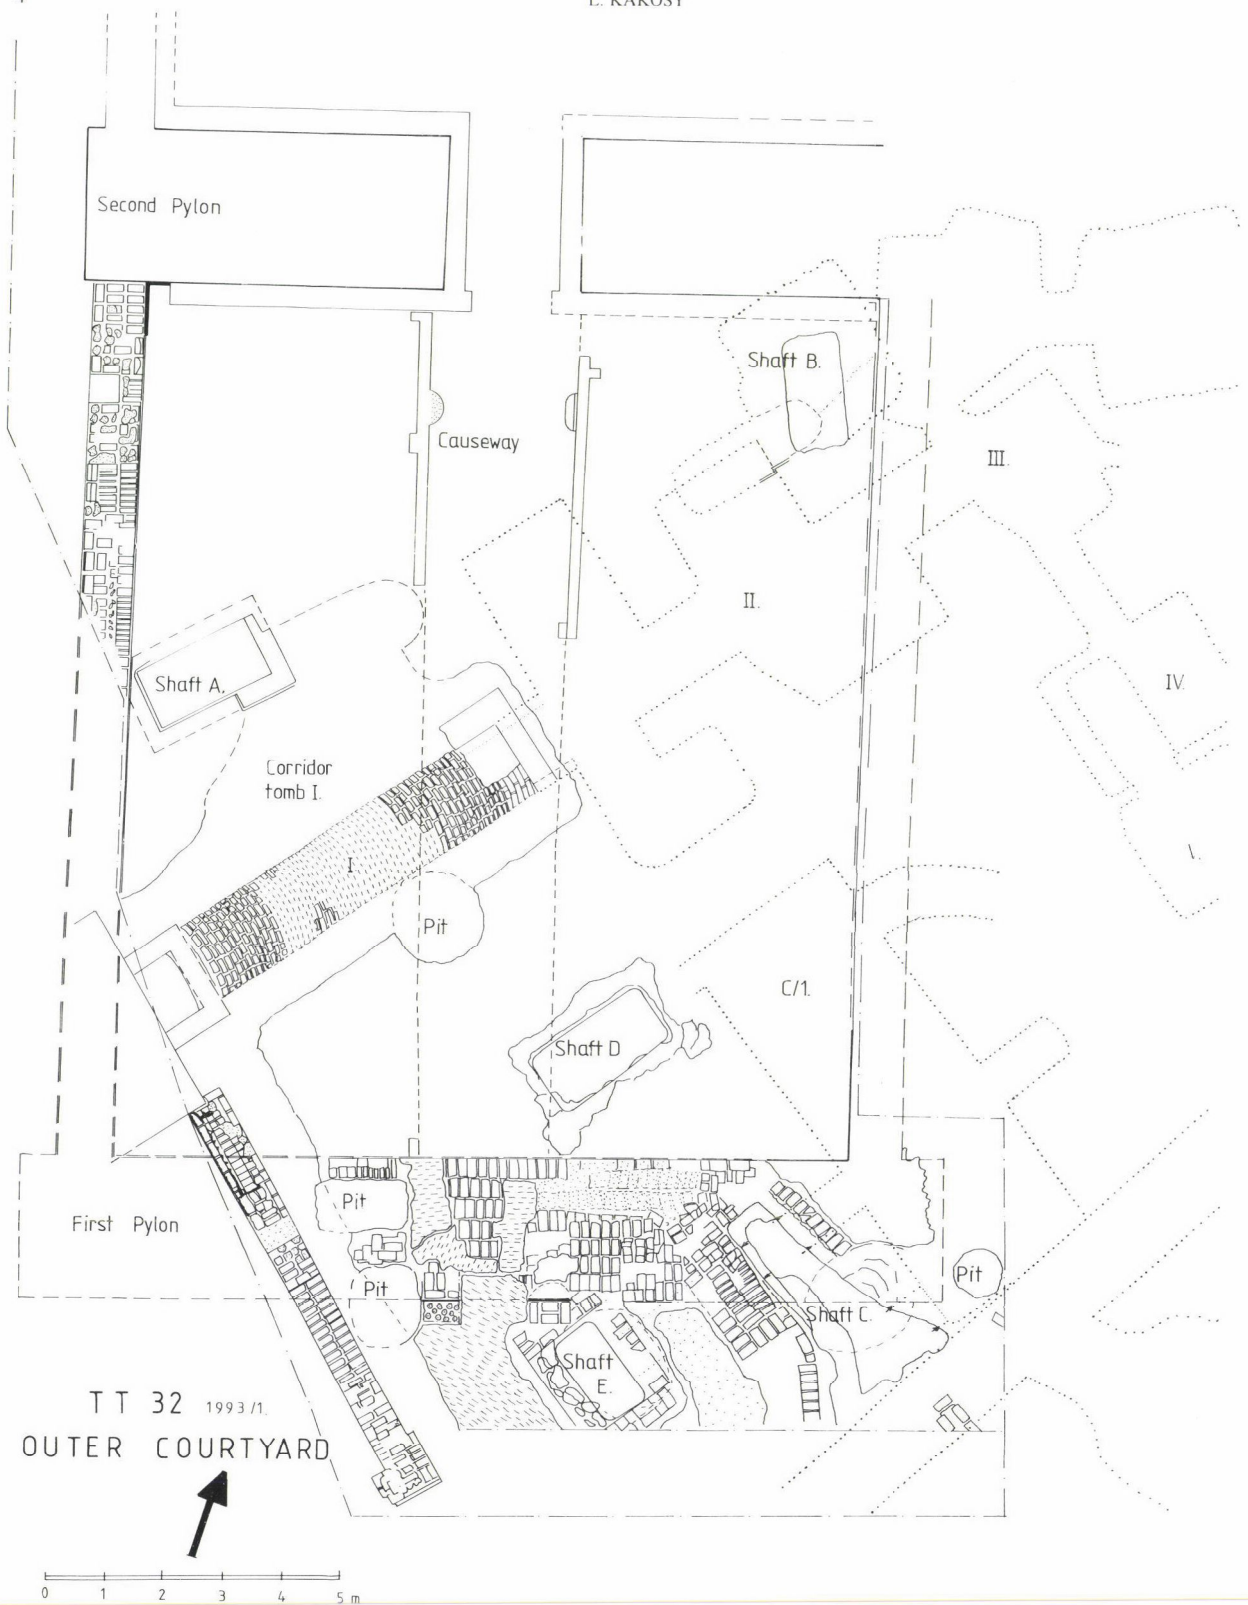 L. KÁKOSY
Second Pylon
Shaft B.
Causeway
III.
II.
Shaft A.
IV.
Corridor
tomb I.
I
Pit
C/1.
Shaft D
Pit
First Pylon
Pit
Pit
Shaft C
Shaft
E.
TT 32 1993/1.
OUTER COURTYARD
0 1 2 3 4 5 m